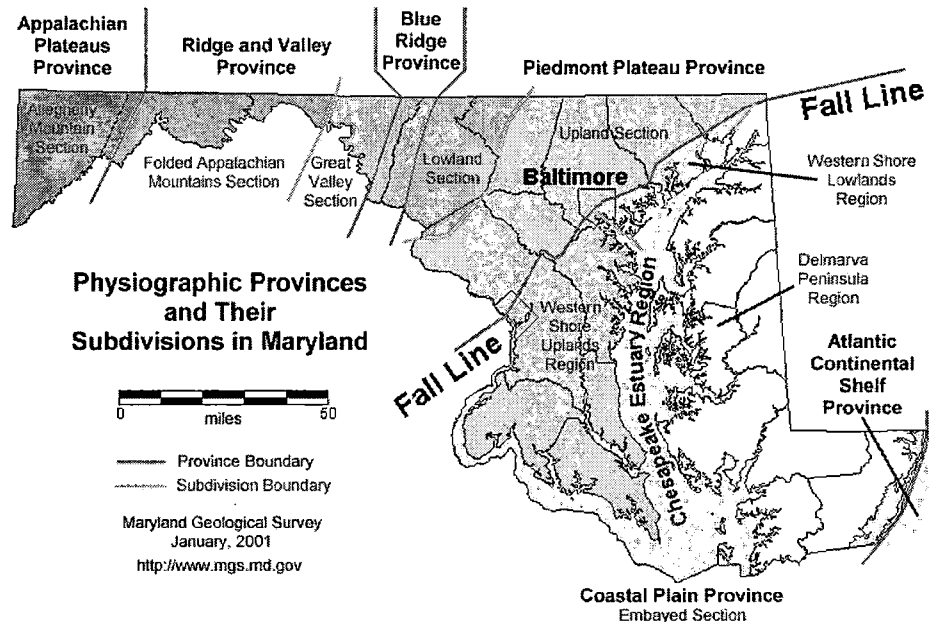 Appalachian
Plateaus
Province
Ridge and Valley
Province
Blue
Ridge
Province
Piedmont Plateau Province
Fall Line
Allegheny
Mountain
Section
Folded Appalachian
Mountains Section
Great
Valley
Section
Lowland
Section
Upland Section
Baltimore
Western Shore
Lowlands
Region
Physiographic Provinces
and Their
Subdivisions in Maryland
Fall Line
Western
Shore
Uplands
Region
Chesapeake Estuary Region
Delmarva
Peninsula
Region
Atlantic
Continental
Shelf
Province
0 50
miles
Province Boundary
Subdivision Boundary
Maryland Geological Survey
January, 2001
http://www.mgs.md.gov
Coastal Plain Province
Embayed Section